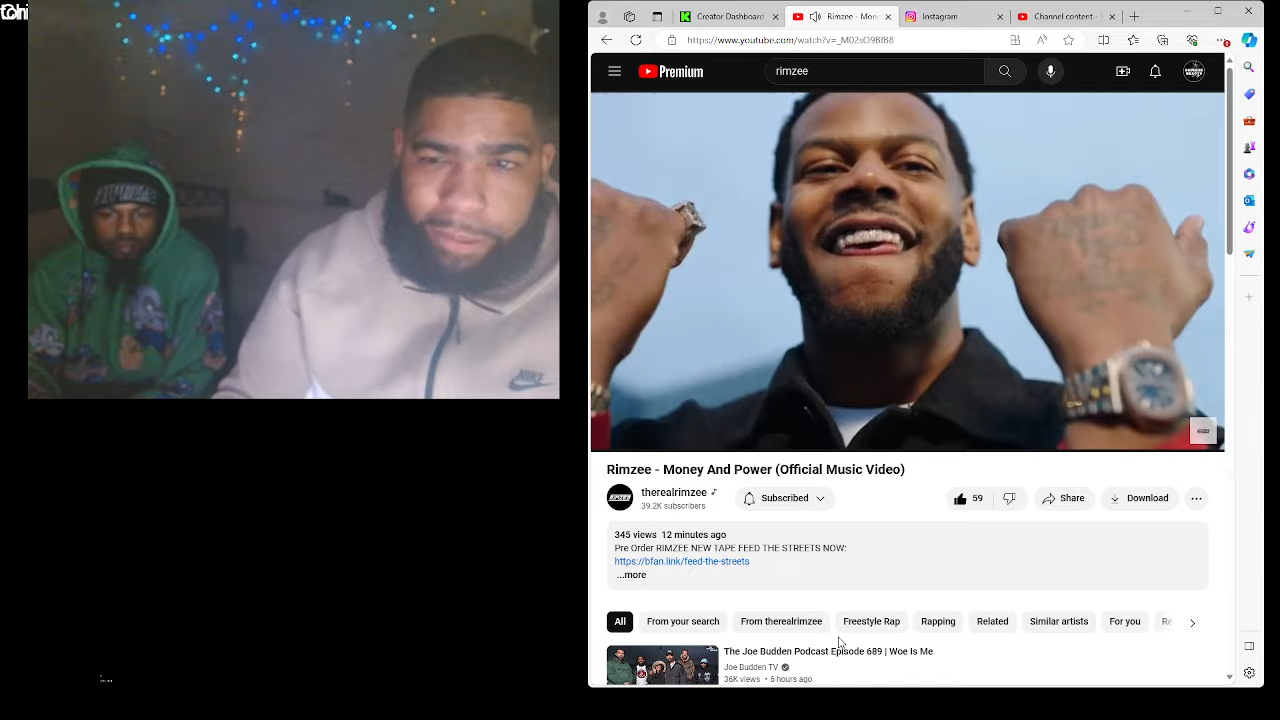 Creator Dashboard
Rimzee - Mon
Instagram
Channel content - Y
https://www.youtube.com/watch?v=_M02sO9BfB8
Premium
rimzee
NIKE
Rimzee - Money And Power (Official Music Video)
therealrimzee
39.2K subscribers
Subscribed
59
Share
Download
345 views 12 minutes ago
Pre Order RIMZEE NEW TAPE FEED THE STREETS NOW:
https://bfan.link/feed-the-streets
...more
All
From your search
From therealrimzee
Freestyle Rap
Rapping
Related
Similar artists
For you
Re
The Joe Budden Podcast Episode 689 | Woe Is Me
Joe Budden TV
36K views • 6 hours ago